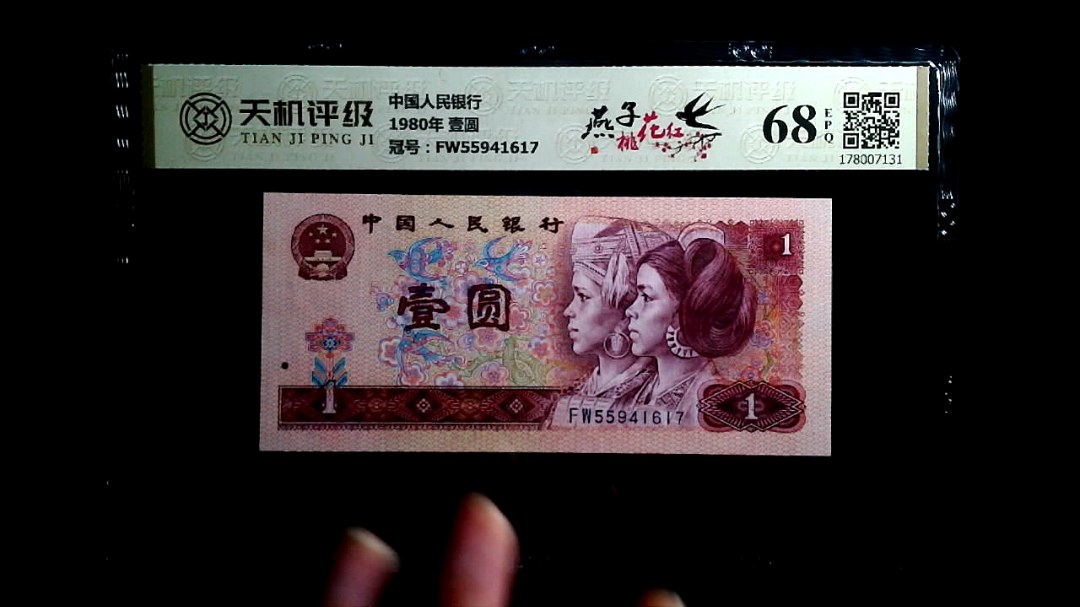 天机评级
TIAN JI PING JI
中国人民银行
1980年 壹圆
冠号：FW55941617
燕子
桃花红
68
EPQ
178007131
中国人民银行
1
壹圆
1
FW55941617
1